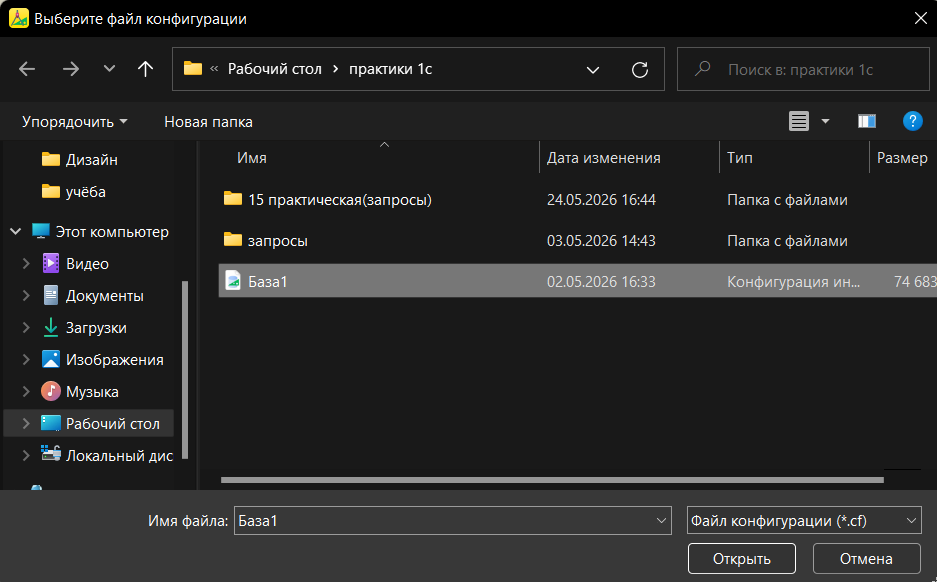 Выберите файл конфигурации
« Рабочий стол › практики 1с
Поиск в: практики 1с
Упорядочить
Новая папка
Имя
Дата изменения
Тип
Размер
Дизайн
учёба
Этот компьютер
Видео
Документы
Загрузки
Изображения
Музыка
Рабочий стол
Локальный дис
15 практическая(запросы)
24.05.2026 16:44
Папка с файлами
запросы
03.05.2026 14:43
Папка с файлами
База1
02.05.2026 16:33
Конфигурация ин...
74 683
Имя файла:
База1
Файл конфигурации (*.cf)
Открыть
Отмена